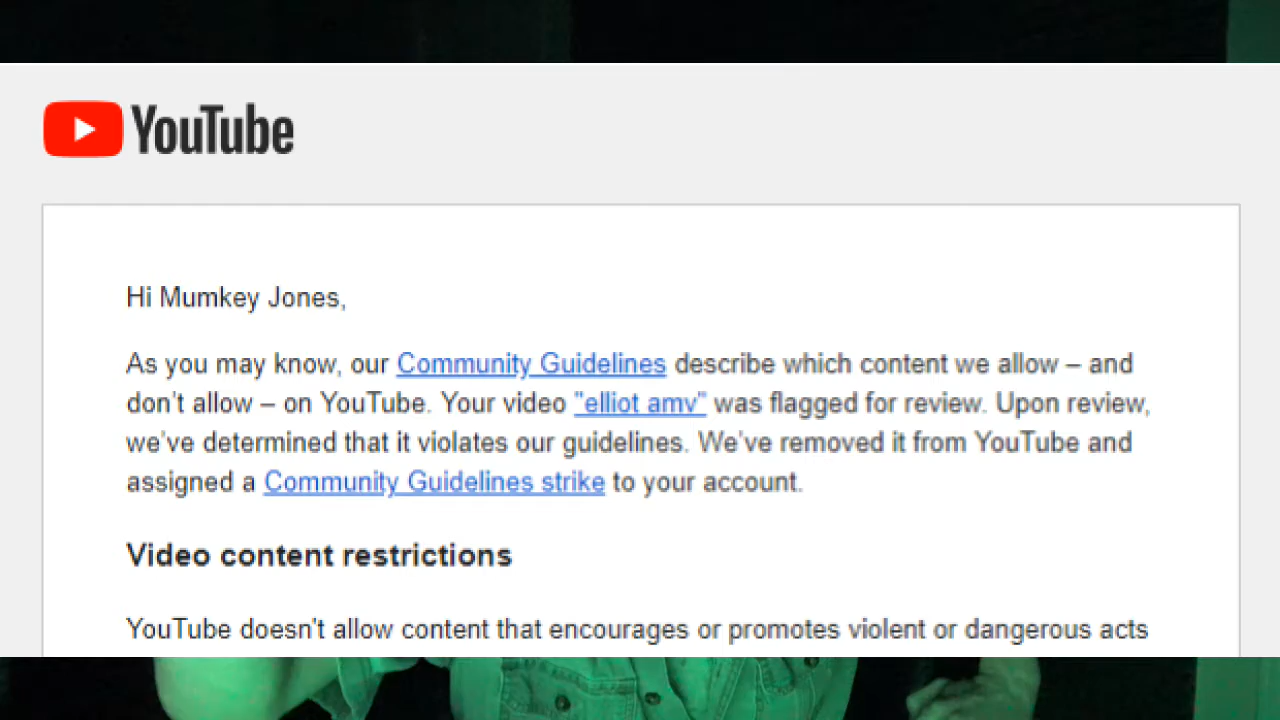 YouTube
Hi Mumkey Jones,
As you may know, our Community Guidelines describe which content we allow – and
don't allow – on YouTube. Your video "elliot amv" was flagged for review. Upon review,
we've determined that it violates our guidelines. We've removed it from YouTube and
assigned a Community Guidelines strike to your account.
Video content restrictions
YouTube doesn't allow content that encourages or promotes violent or dangerous acts